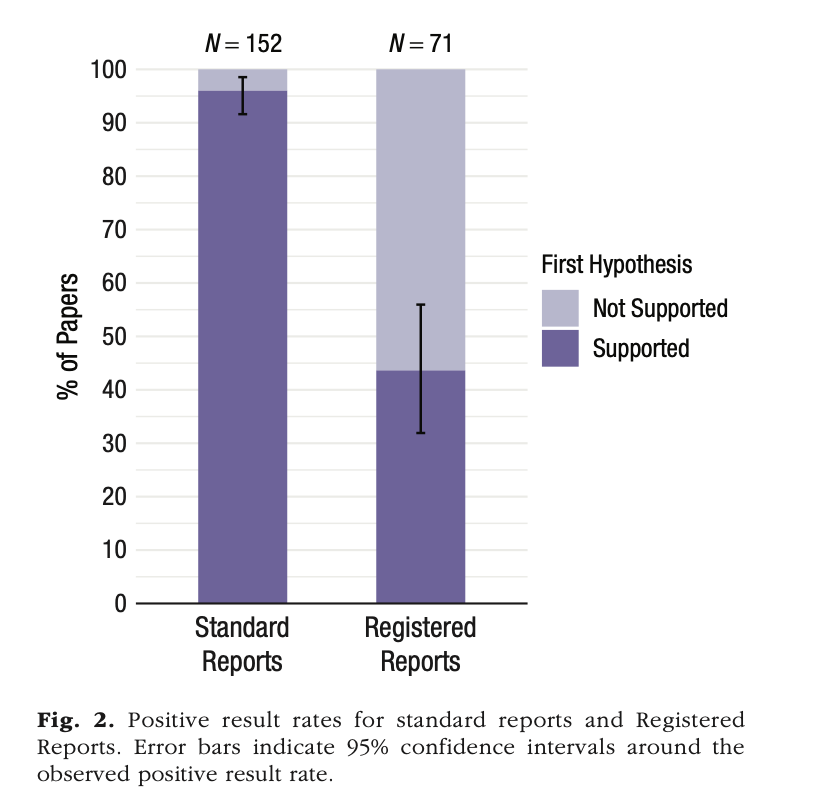 N = 152 N = 71
100
90
80
70
60
50
40
30
20
10
0
% of Papers
Standard Reports
Registered Reports
First Hypothesis
Not Supported
Supported
Fig. 2. Positive result rates for standard reports and Registered
Reports. Error bars indicate 95% confidence intervals around the
observed positive result rate.